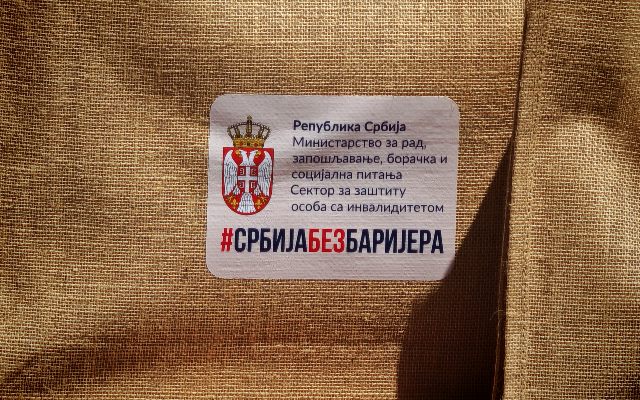 Република Србија
Министарство за рад,
запошљавање, борачка и
социјална питања
Сектор за заштиту
особа са инвалидитетом
#СРБИЈАБЕЗБАРИЈЕРА